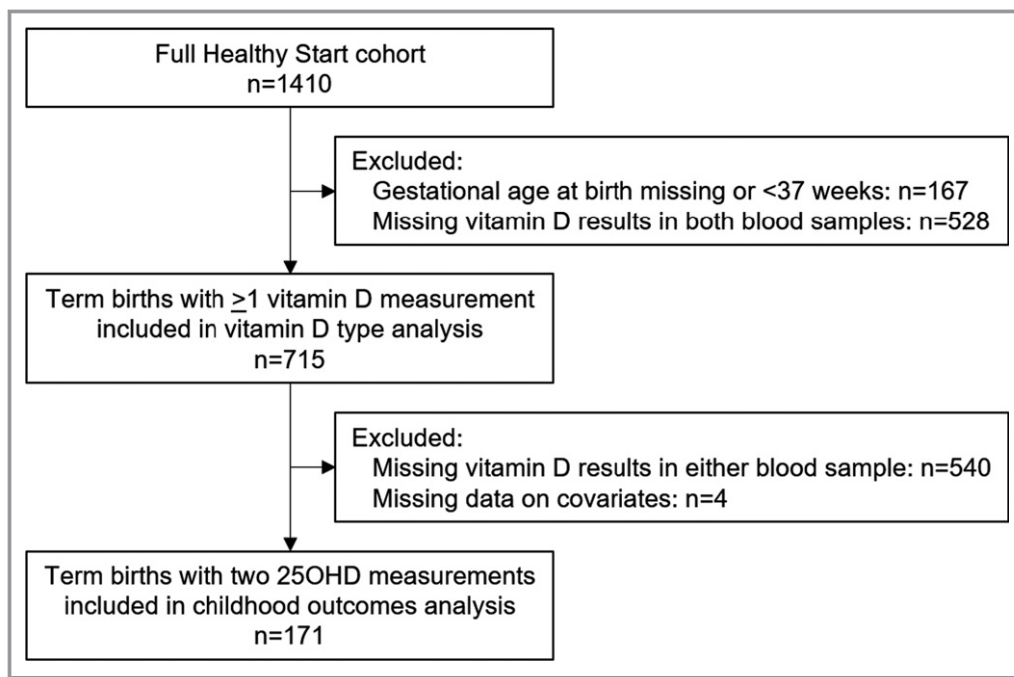 Full Healthy Start cohort
n=1410
Excluded:
Gestational age at birth missing or <37 weeks: n=167
Missing vitamin D results in both blood samples: n=528
Term births with ≥1 vitamin D measurement
included in vitamin D type analysis
n=715
Excluded:
Missing vitamin D results in either blood sample: n=540
Missing data on covariates: n=4
Term births with two 25OHD measurements
included in childhood outcomes analysis
n=171